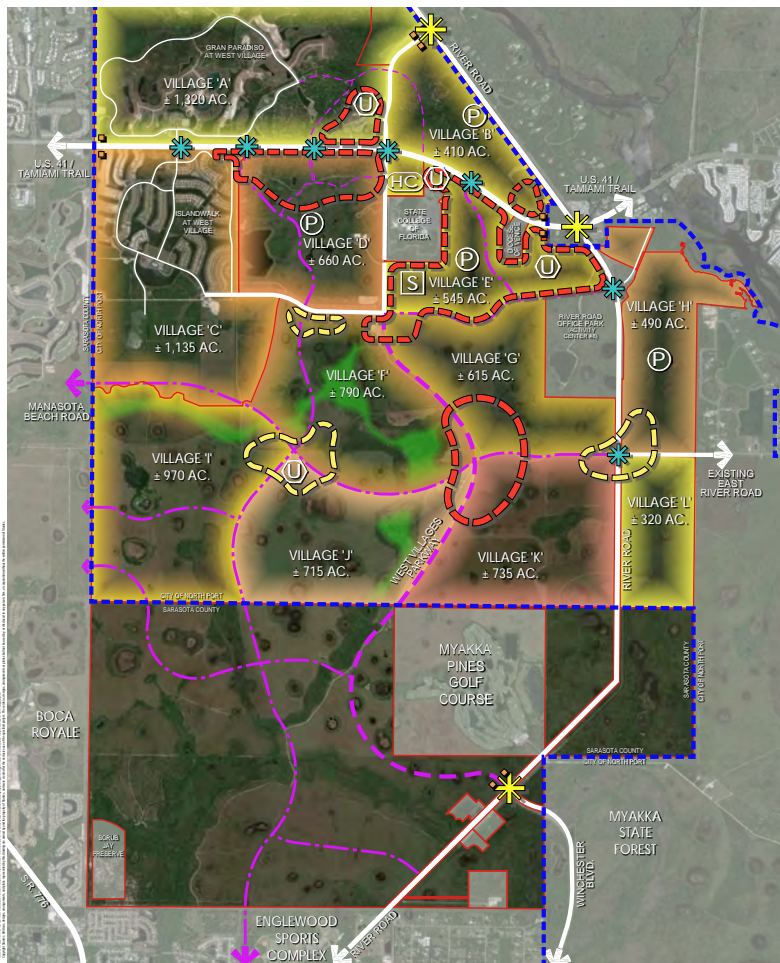 GRAN PARADISO
AT WEST VILLAGE
RIVER ROAD
VILLAGE 'A'
± 1,320 AC.
U
P
VILLAGE 'B'
± 410 AC.
U.S. 41 /
TAMIAMI TRAIL
HC
U
U.S. 41 /
TAMIAMI TRAIL
ISLANDWALK
AT WEST
VILLAGE
P
STATE
COLLEGE
OF
FLORIDA
VILLAGE 'D'
± 660 AC.
P
U
S
VILLAGE 'E'
± 545 AC.
SARASOTA COUNTY
CITY OF NORTH PORT
VILLAGE 'C'
± 1,135 AC.
RIVER ROAD
OFFICE PARK
(ACTIVITY
CENTER #8)
VILLAGE 'H'
± 490 AC.
P
VILLAGE 'G'
± 615 AC.
VILLAGE 'F'
± 790 AC.
MANASOTA
BEACH ROAD
VILLAGE 'I'
± 970 AC.
U
EXISTING
EAST
RIVER ROAD
VILLAGE 'L'
± 320 AC.
VILLAGE 'J'
± 715 AC.
WEST VILLAGES
PARKWAY
VILLAGE 'K'
± 735 AC.
RIVER ROAD
CITY OF NORTH PORT
SARASOTA COUNTY
MYAKKA
PINES
GOLF
COURSE
SARASOTA COUNTY
CITY OF NORTH PORT
BOCA
ROYALE
SARASOTA COUNTY
CITY OF NORTH PORT
MYAKKA
STATE
FOREST
SCRUB
JAY
PRESERVE
WINCHESTER
BLVD.
S.R. 776
ENGLEWOOD
SPORTS
COMPLEX
RIVER ROAD